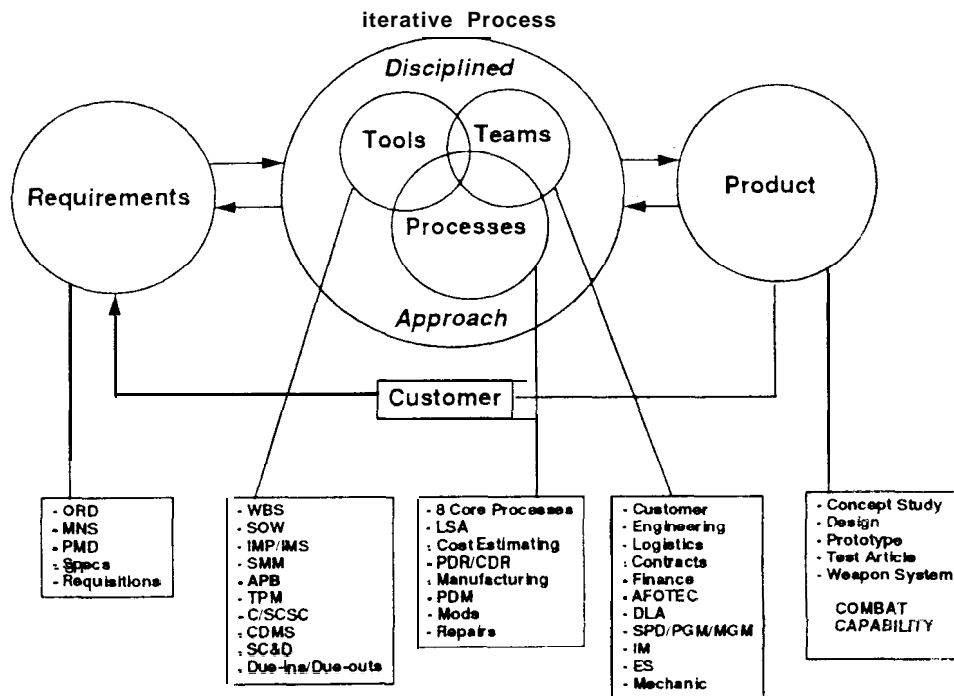 iterative Process
Disciplined
Tools
Teams
Requirements
Processes
Product
Approach
Customer
- ORD
- MNS
- PMD
- Specs
- Requisitions
- WBS
- SOW
- IMP/IMS
- SMM
- APB
- TPM
- C/SCSC
- CDMS
- SC&D
- Due-Ins/Due-outs
- 8 Core Processes
- LSA
- Cost Estimating
- PDR/CDR
- Manufacturing
- PDM
- Mods
- Repairs
- Customer
- Engineering
- Logistics
- Contracts
- Finance
- AFOTEC
- DLA
- SPD/PGM/MGM
- IM
- ES
- Mechanic
- Concept Study
- Design
- Prototype
- Test Article
- Weapon System
COMBAT
CAPABILITY